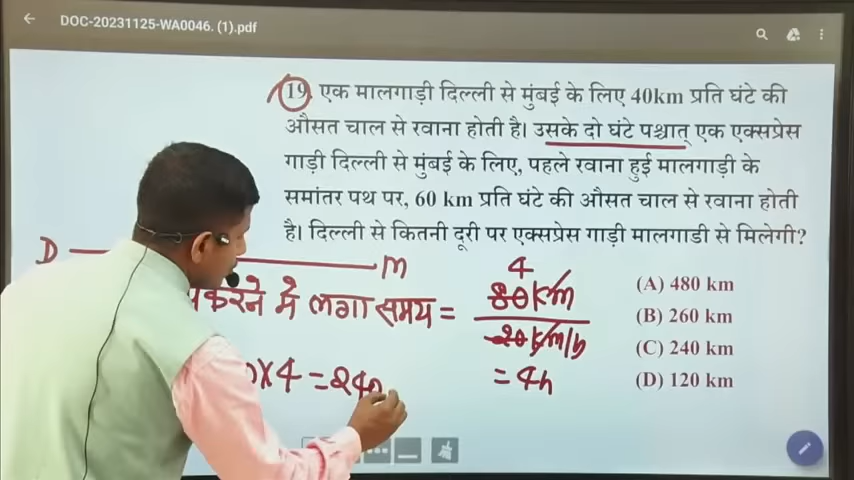 DOC-20231125-WA0046. (1).pdf
19. एक मालगाड़ी दिल्ली से मुंबई के लिए 40km प्रति घंटे की
औसत चाल से रवाना होती है। उसके दो घंटे पश्चात् एक एक्सप्रेस
गाड़ी दिल्ली से मुंबई के लिए, पहले रवाना हुई मालगाड़ी के
समांतर पथ पर, 60 km प्रति घंटे की औसत चाल से रवाना होती
है। दिल्ली से कितनी दूरी पर एक्सप्रेस गाड़ी मालगाडी से मिलेगी?
D M
करने मे लगा समय = 80km
20km/h
4
= 4h
×4 = 240
(A) 480 km
(B) 260 km
(C) 240 km
(D) 120 km